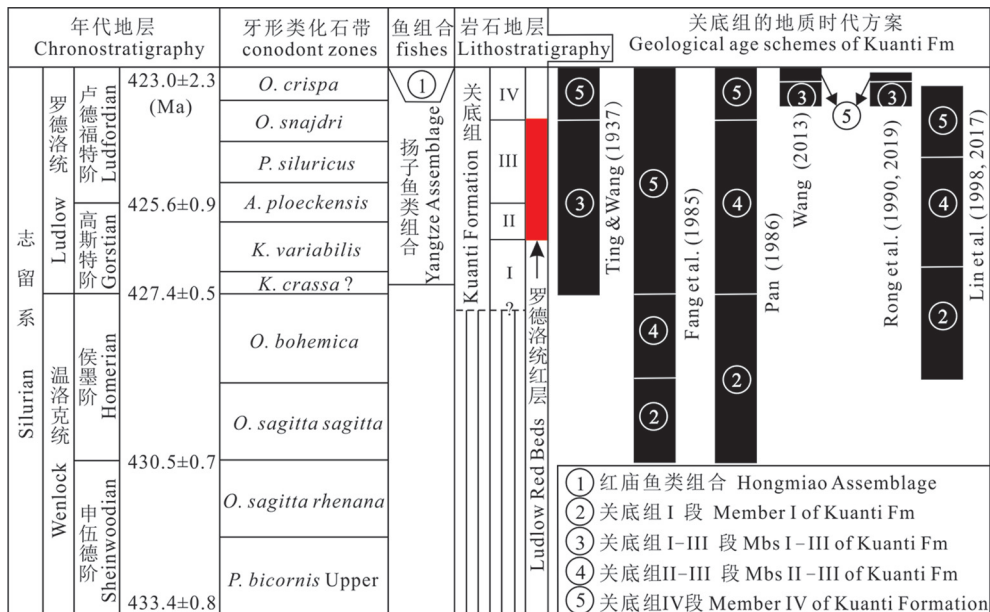 年代地层
Chronostratigraphy
牙形类化石带
conodont zones
鱼组合
fishes
岩石地层
Lithostratigraphy
关底组的地质时代方案
Geological age schemes of Kuanti Fm
志留系
Silurian
罗德洛统
Ludlow
温洛克统
Wenlock
卢德福特阶
Ludfordian
高斯特阶
Gorstian
侯墨阶
Homerian
申伍德阶
Sheinwoodian
423.0±2.3
(Ma)
425.6±0.9
427.4±0.5
430.5±0.7
433.4±0.8
O. crispa
O. snajdri
P. siluricus
A. ploeckensis
K. variabilis
K. crassa ?
O. bohemica
O. sagitta sagitta
O. sagitta rhenana
P. bicornis Upper
①
扬子鱼类组合
Yangtze Assemblage
关底组
Kuanti Formation
IV
III
II
I
?
罗德洛统红层
Ludlow Red Beds
⑤
③
Ting & Wang (1937)
⑤
④
②
Fang et al. (1985)
⑤
④
②
Pan (1986)
③
Wang (2013)
⑤
③
Rong et al. (1990, 2019)
⑤
④
②
Lin et al. (1998, 2017)
① 红庙鱼类组合 Hongmiao Assemblage
② 关底组 I 段 Member I of Kuanti Fm
③ 关底组 I-III 段 Mbs I-III of Kuanti Fm
④ 关底组II-III 段 Mbs II-III of Kuanti Fm
⑤ 关底组IV段 Member IV of Kuanti Formation